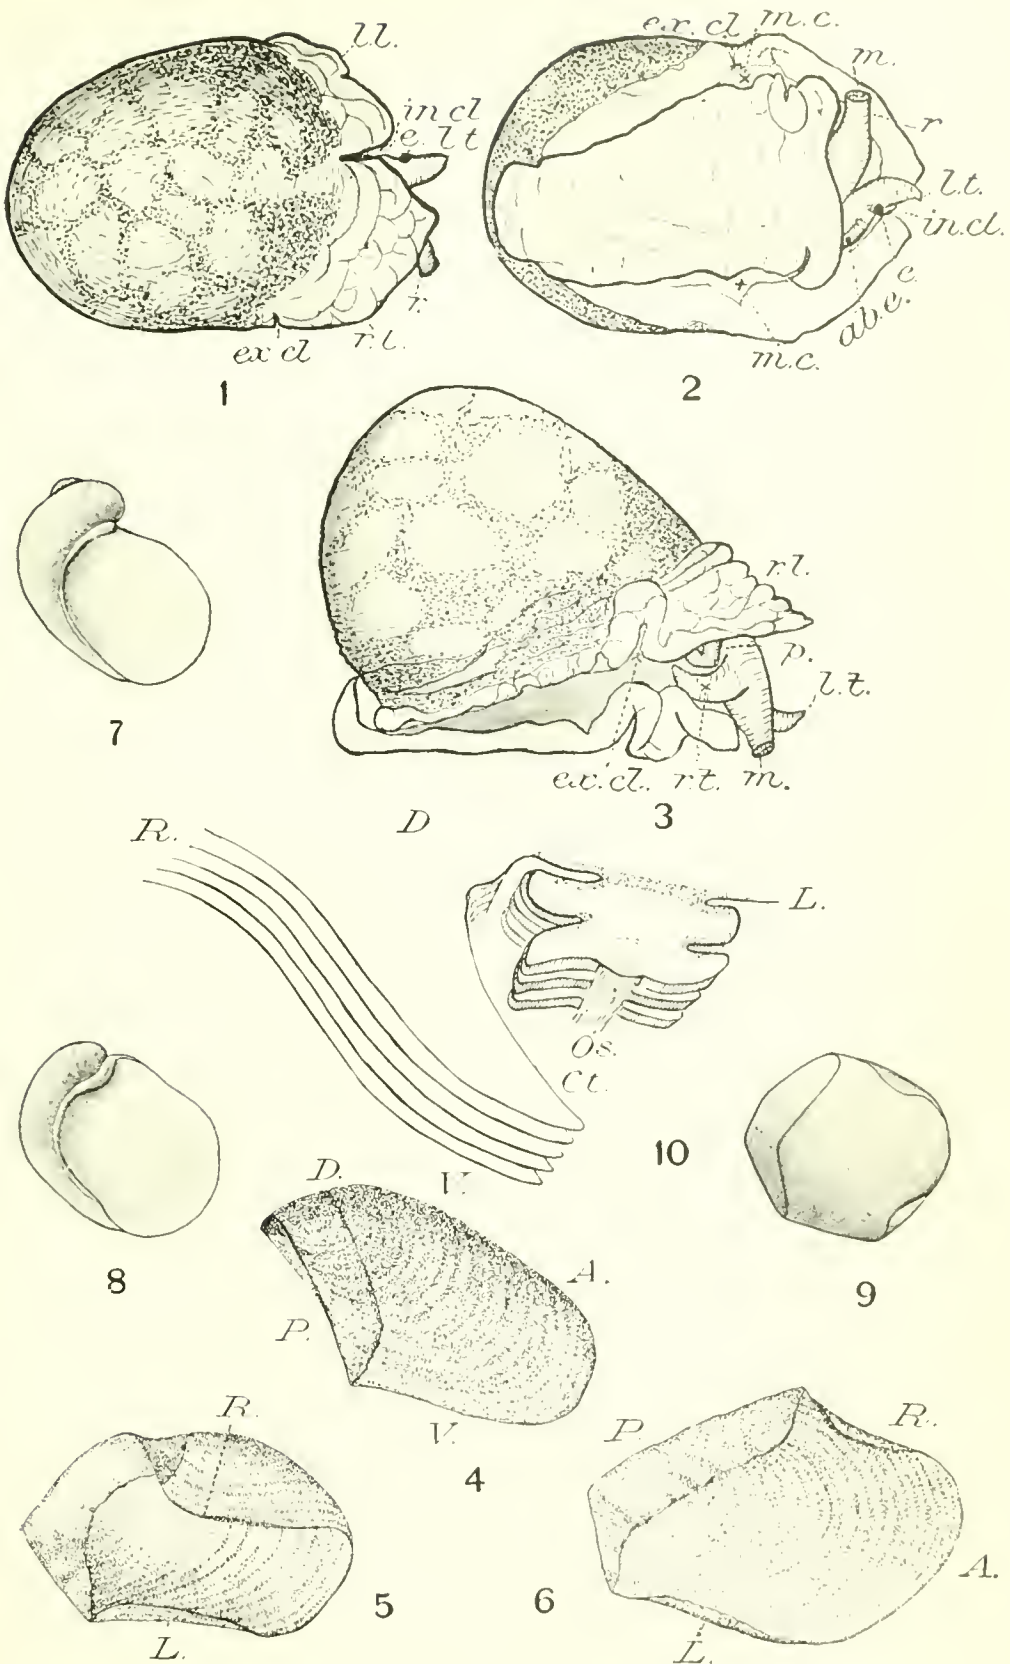 l.l.
in.cl
e l t
r.
r.l.
ex cl
1
ex. cl m.c.
m.
r
l.t.
in.cl.
e
ab.e.
m.c.
2
r.l.
p.
l.t.
ex. cl. r.t. m.
3
7
R.
D
L.
Os.
Ct.
10
V.
8
9
D.
A.
P.
V.
4
R.
L.
5
P
R.
A.
L.
6